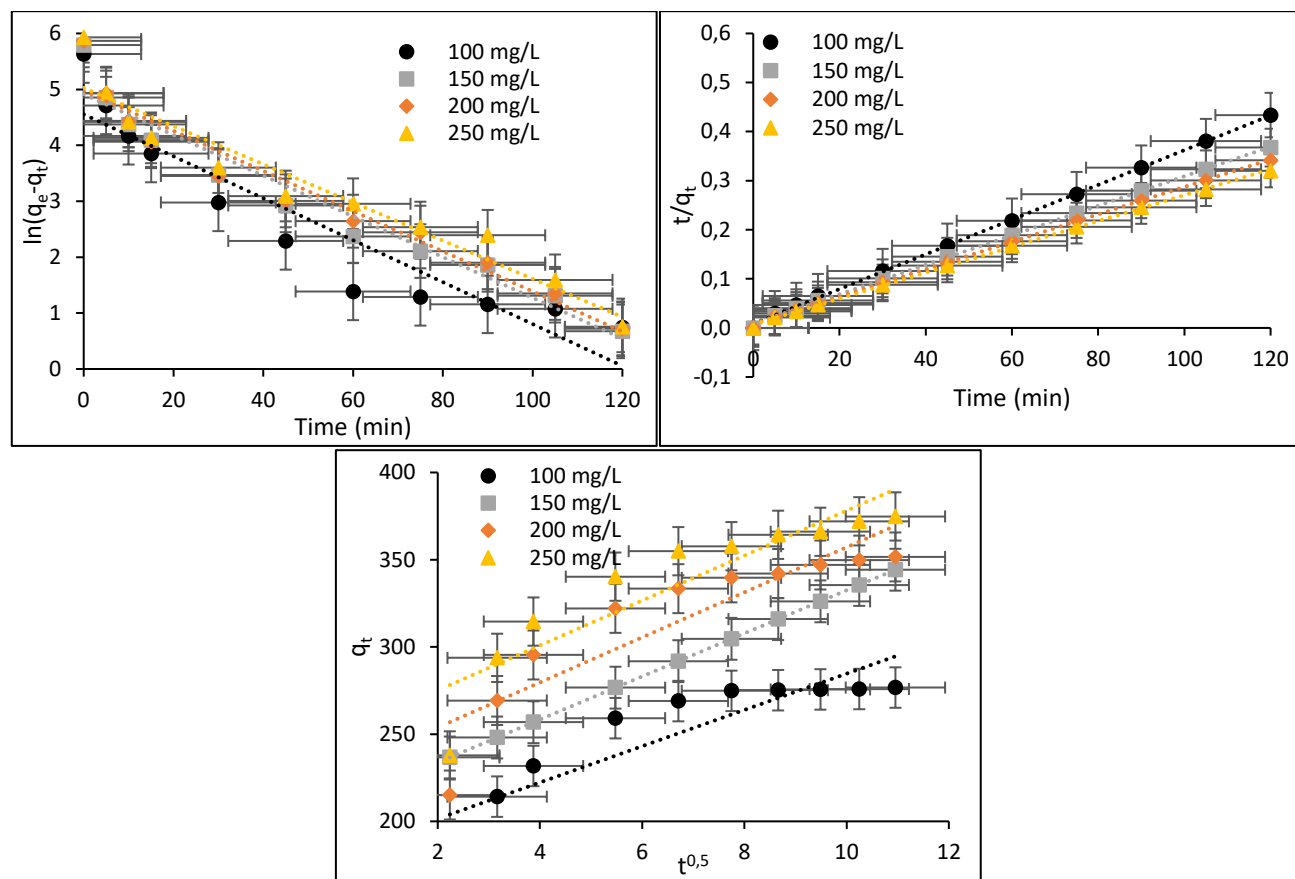 ln(qe-qt)
6
5
4
3
2
1
0
0 20 40 60 80 100 120
Time (min)
100 mg/L
150 mg/L
200 mg/L
250 mg/L
t/qt
0,6
0,5
0,4
0,3
0,2
0,1
0,0
-0,1
0 20 40 60 80 100 120
Time (min)
100 mg/L
150 mg/L
200 mg/L
250 mg/L
qt
400
350
300
250
200
2 4 6 8 10 12
t0,5
100 mg/L
150 mg/L
200 mg/L
250 mg/L